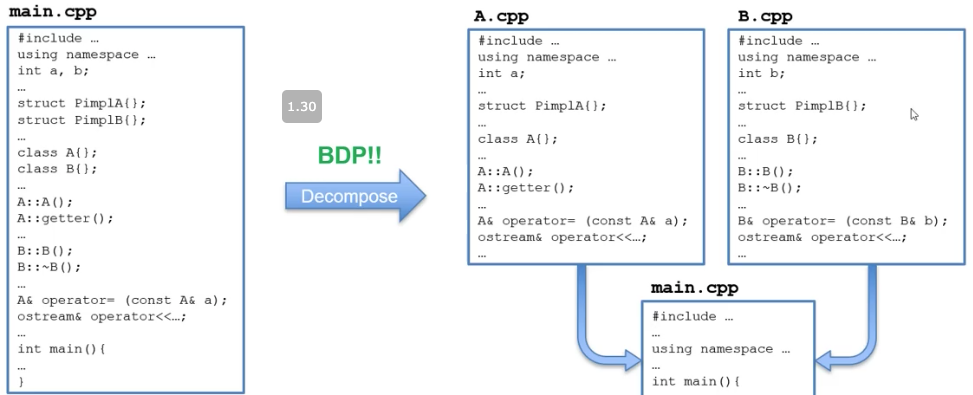 main.cpp
#include …
using namespace …
int a, b;
…
struct PimplA{};
struct PimplB{};
…
class A{};
class B{};
…
A::A();
A::getter();
…
B::B();
B::~B();
…
A& operator= (const A& a);
ostream& operator<<…;
…
int main(){
…
}
1.30
BDP!!
Decompose
A.cpp
#include …
using namespace …
int a;
…
struct PimplA{};
…
class A{};
…
A::A();
A::getter();
…
A& operator= (const A& a);
ostream& operator<<…;
…
B.cpp
#include …
using namespace …
int b;
…
struct PimplB{};
…
class B{};
…
B::B();
B::~B();
…
B& operator= (const B& b);
ostream& operator<<…;
…
main.cpp
#include …
…
using namespace …
…
int main(){